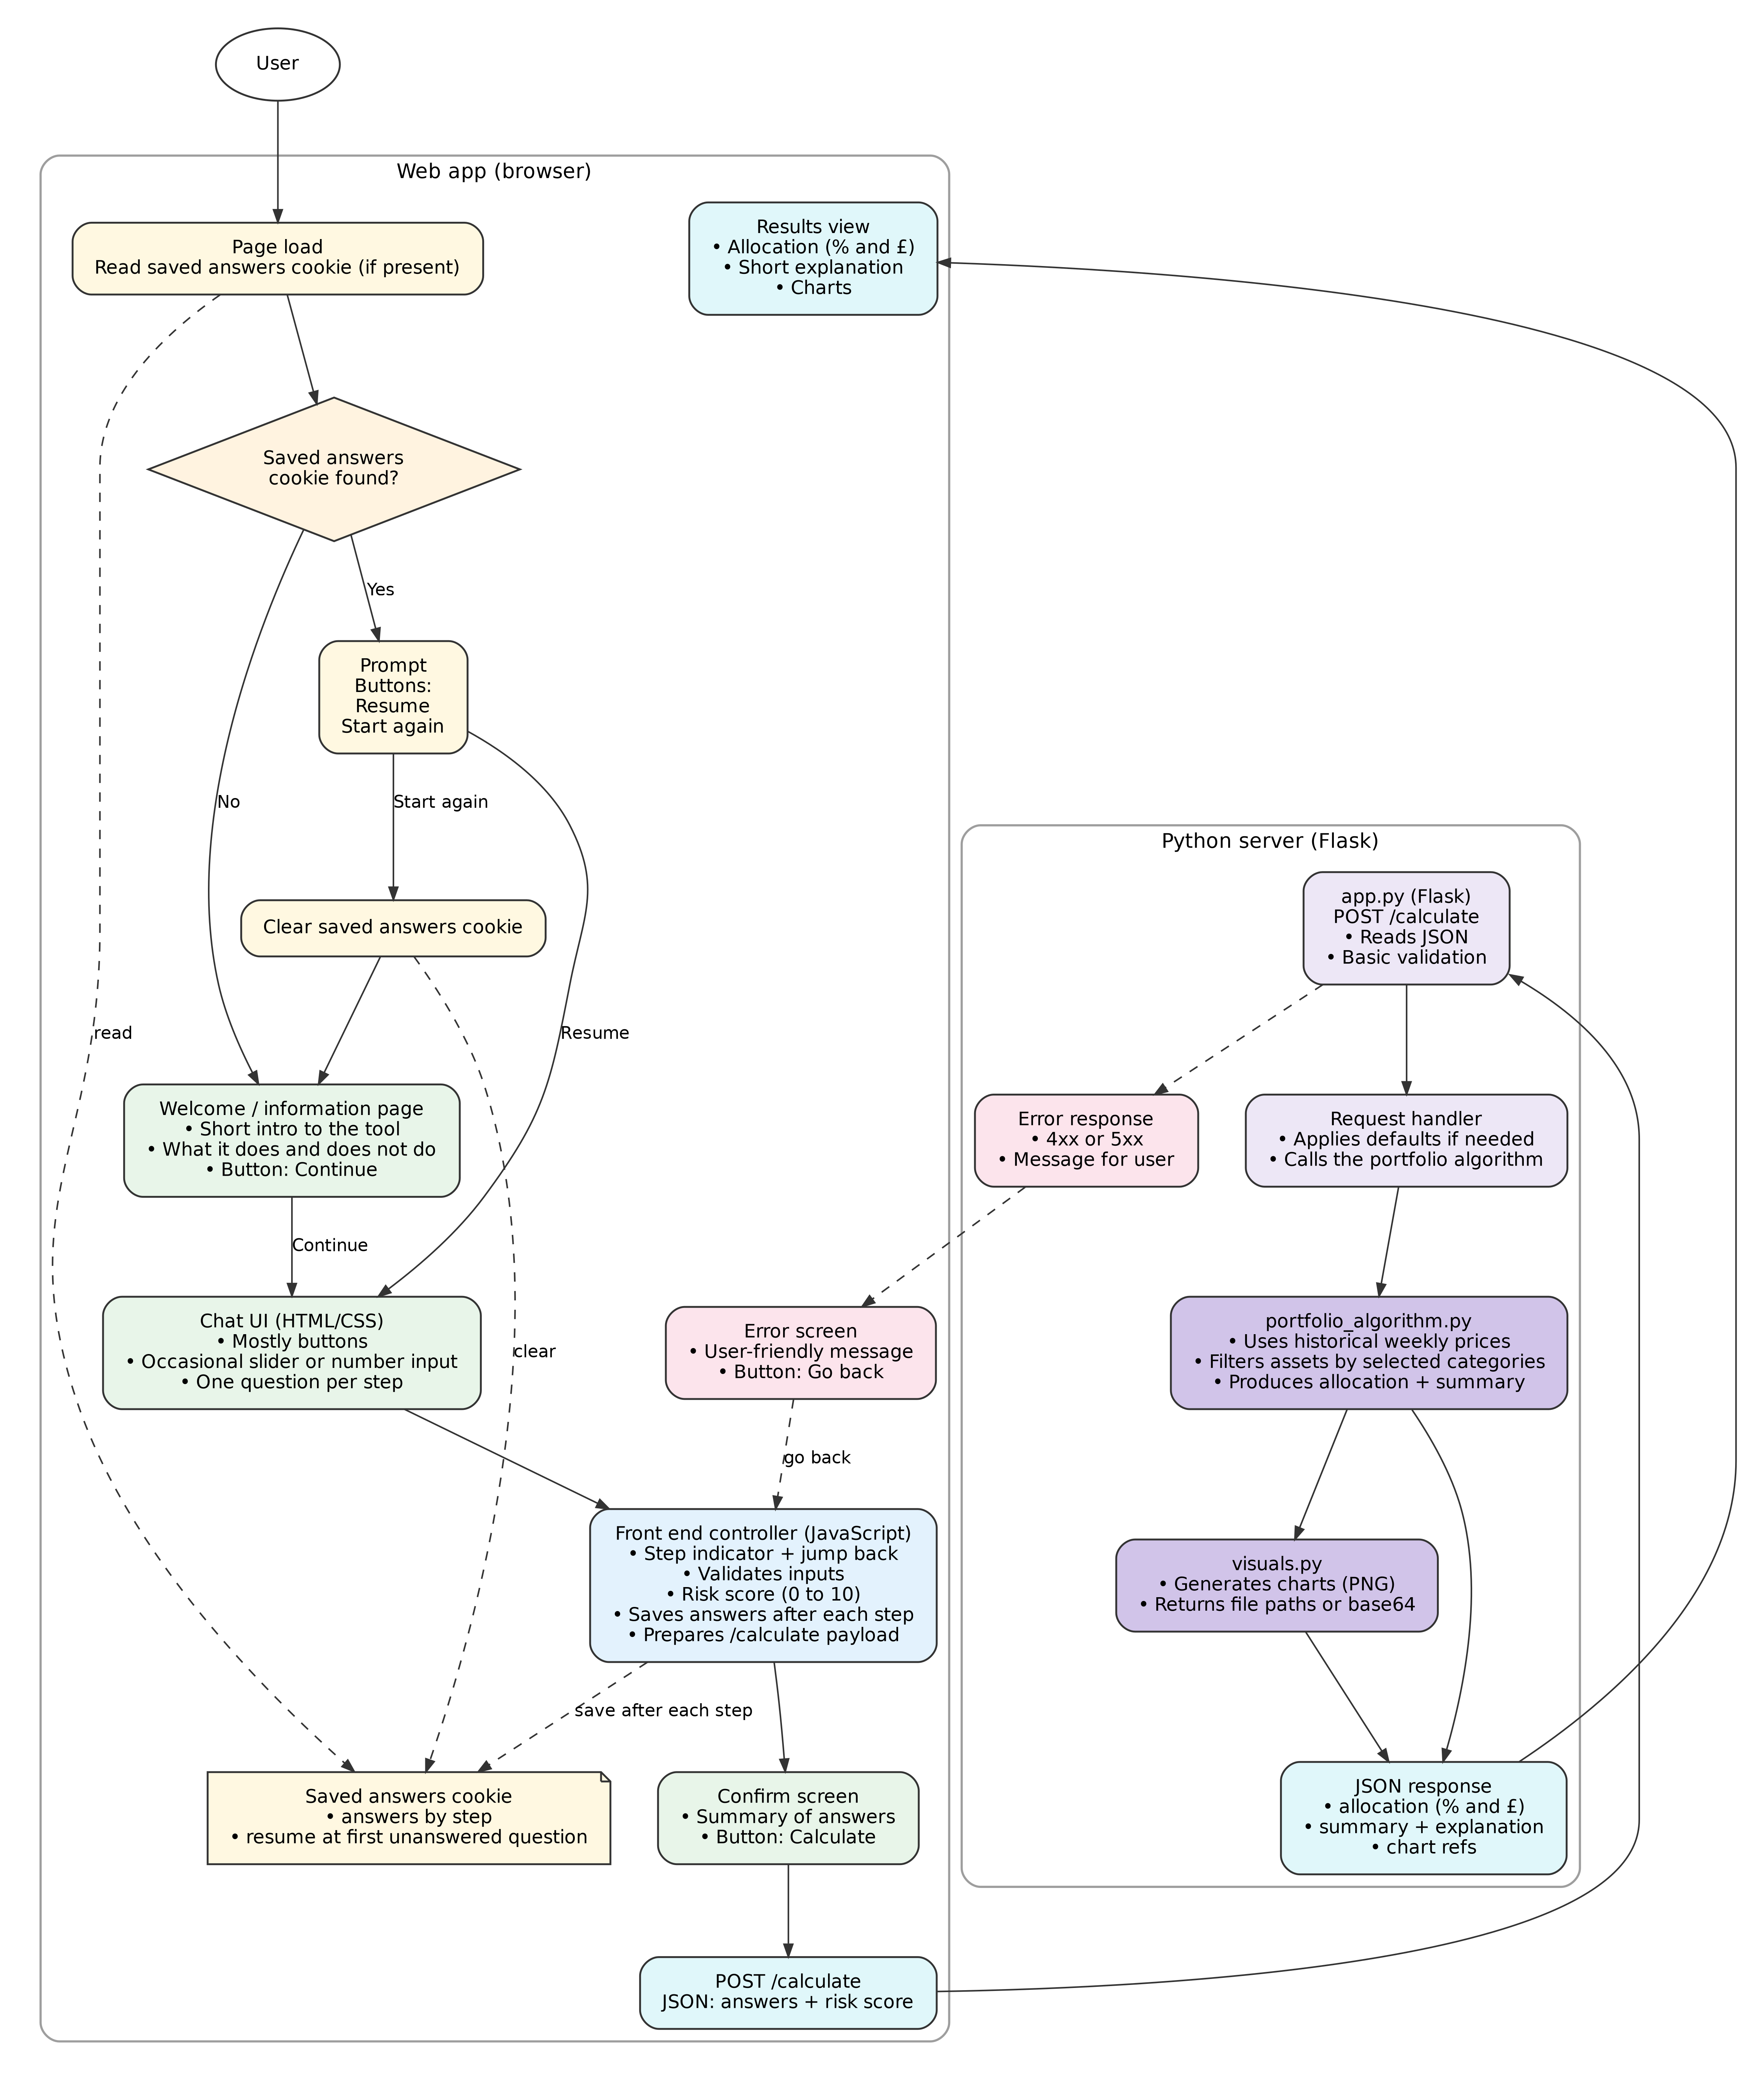 User
Web app (browser)
Page load
Read saved answers cookie (if present)
Results view
• Allocation (% and £)
• Short explanation
• Charts
Saved answers
cookie found?
Yes
Prompt
Buttons:
Resume
Start again
No
Start again
Clear saved answers cookie
read
Resume
Welcome / information page
• Short intro to the tool
• What it does and does not do
• Button: Continue
Continue
Chat UI (HTML/CSS)
• Mostly buttons
• Occasional slider or number input
• One question per step
clear
Error screen
• User-friendly message
• Button: Go back
go back
Front end controller (JavaScript)
• Step indicator + jump back
• Validates inputs
• Risk score (0 to 10)
• Saves answers after each step
• Prepares /calculate payload
save after each step
Saved answers cookie
• answers by step
• resume at first unanswered question
Confirm screen
• Summary of answers
• Button: Calculate
POST /calculate
JSON: answers + risk score
Python server (Flask)
app.py (Flask)
POST /calculate
• Reads JSON
• Basic validation
Error response
• 4xx or 5xx
• Message for user
Request handler
• Applies defaults if needed
• Calls the portfolio algorithm
portfolio_algorithm.py
• Uses historical weekly prices
• Filters assets by selected categories
• Produces allocation + summary
visuals.py
• Generates charts (PNG)
• Returns file paths or base64
JSON response
• allocation (% and £)
• summary + explanation
• chart refs